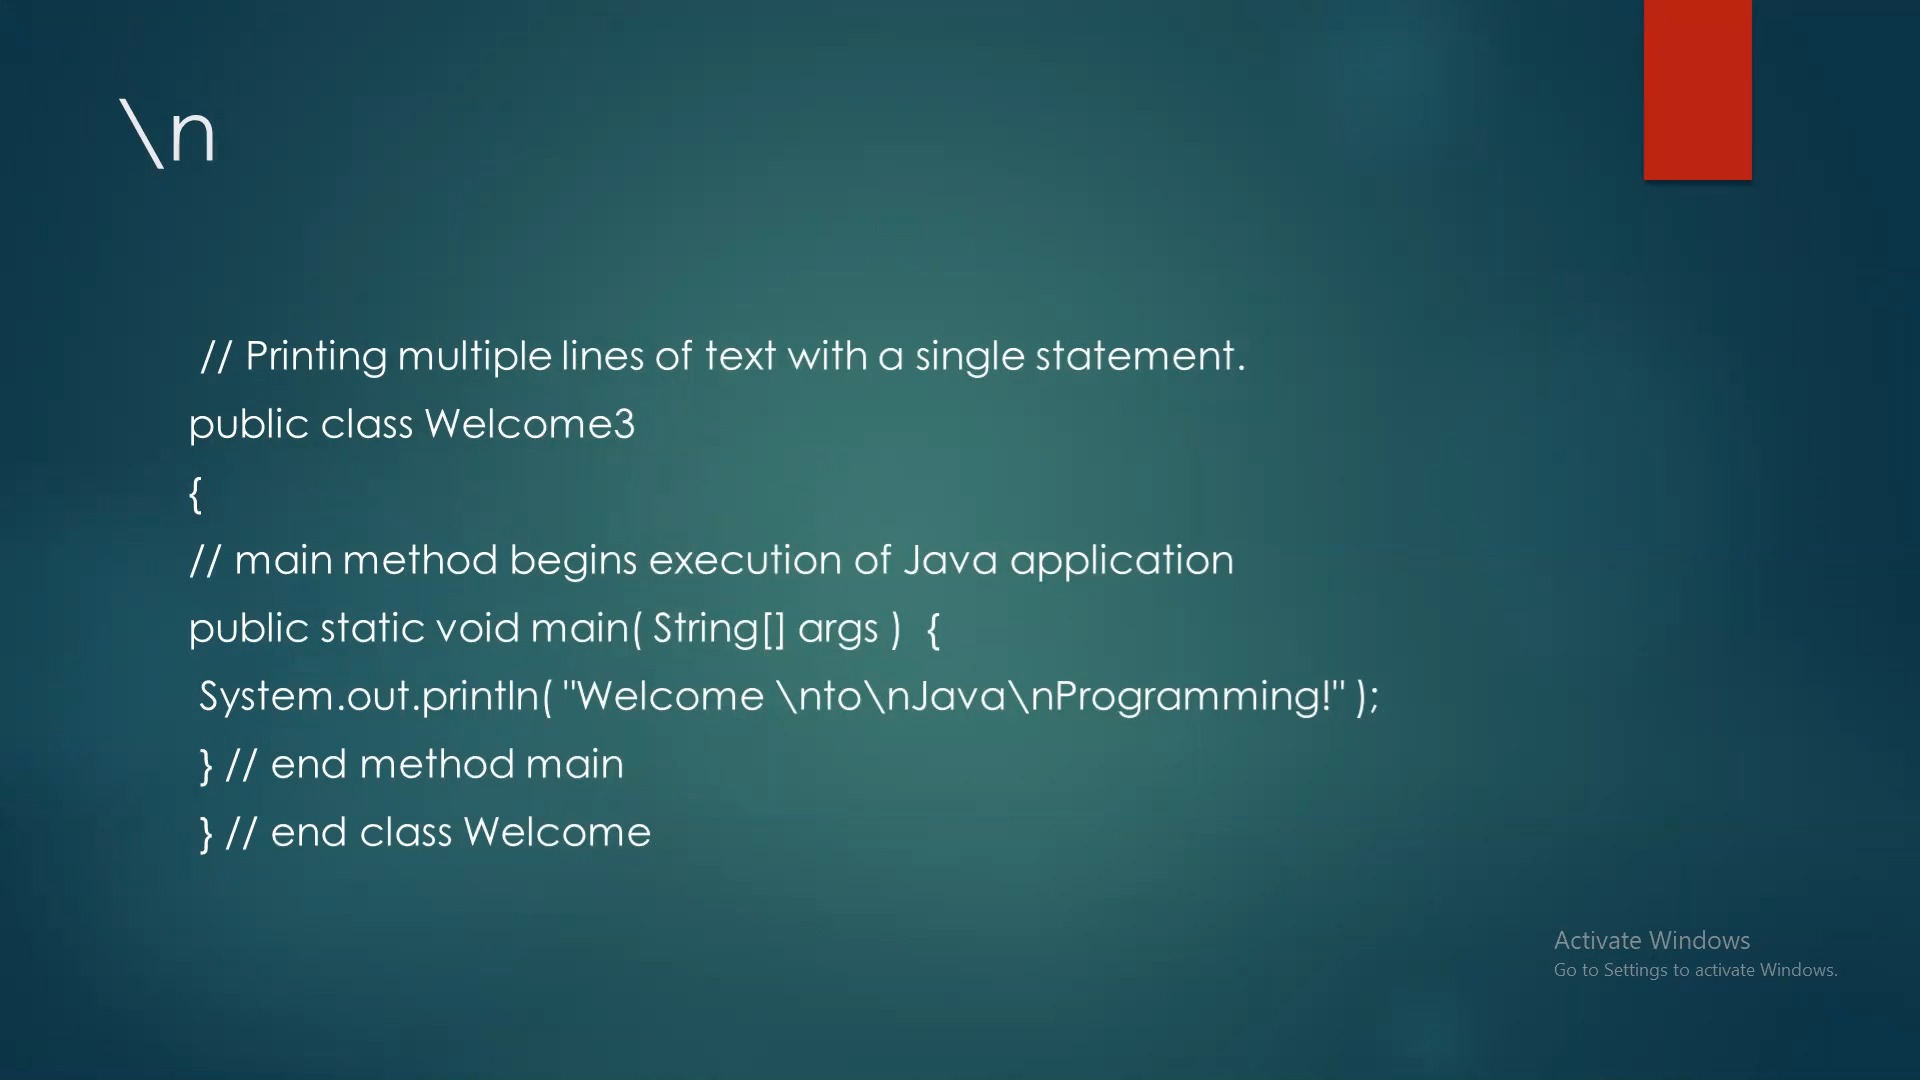 \n
// Printing multiple lines of text with a single statement.
public class Welcome3
{
// main method begins execution of Java application
public static void main( String[] args )  {
System.out.println( "Welcome \nto\nJava\nProgramming!" );
} // end method main
} // end class Welcome
Activate Windows
Go to Settings to activate Windows.